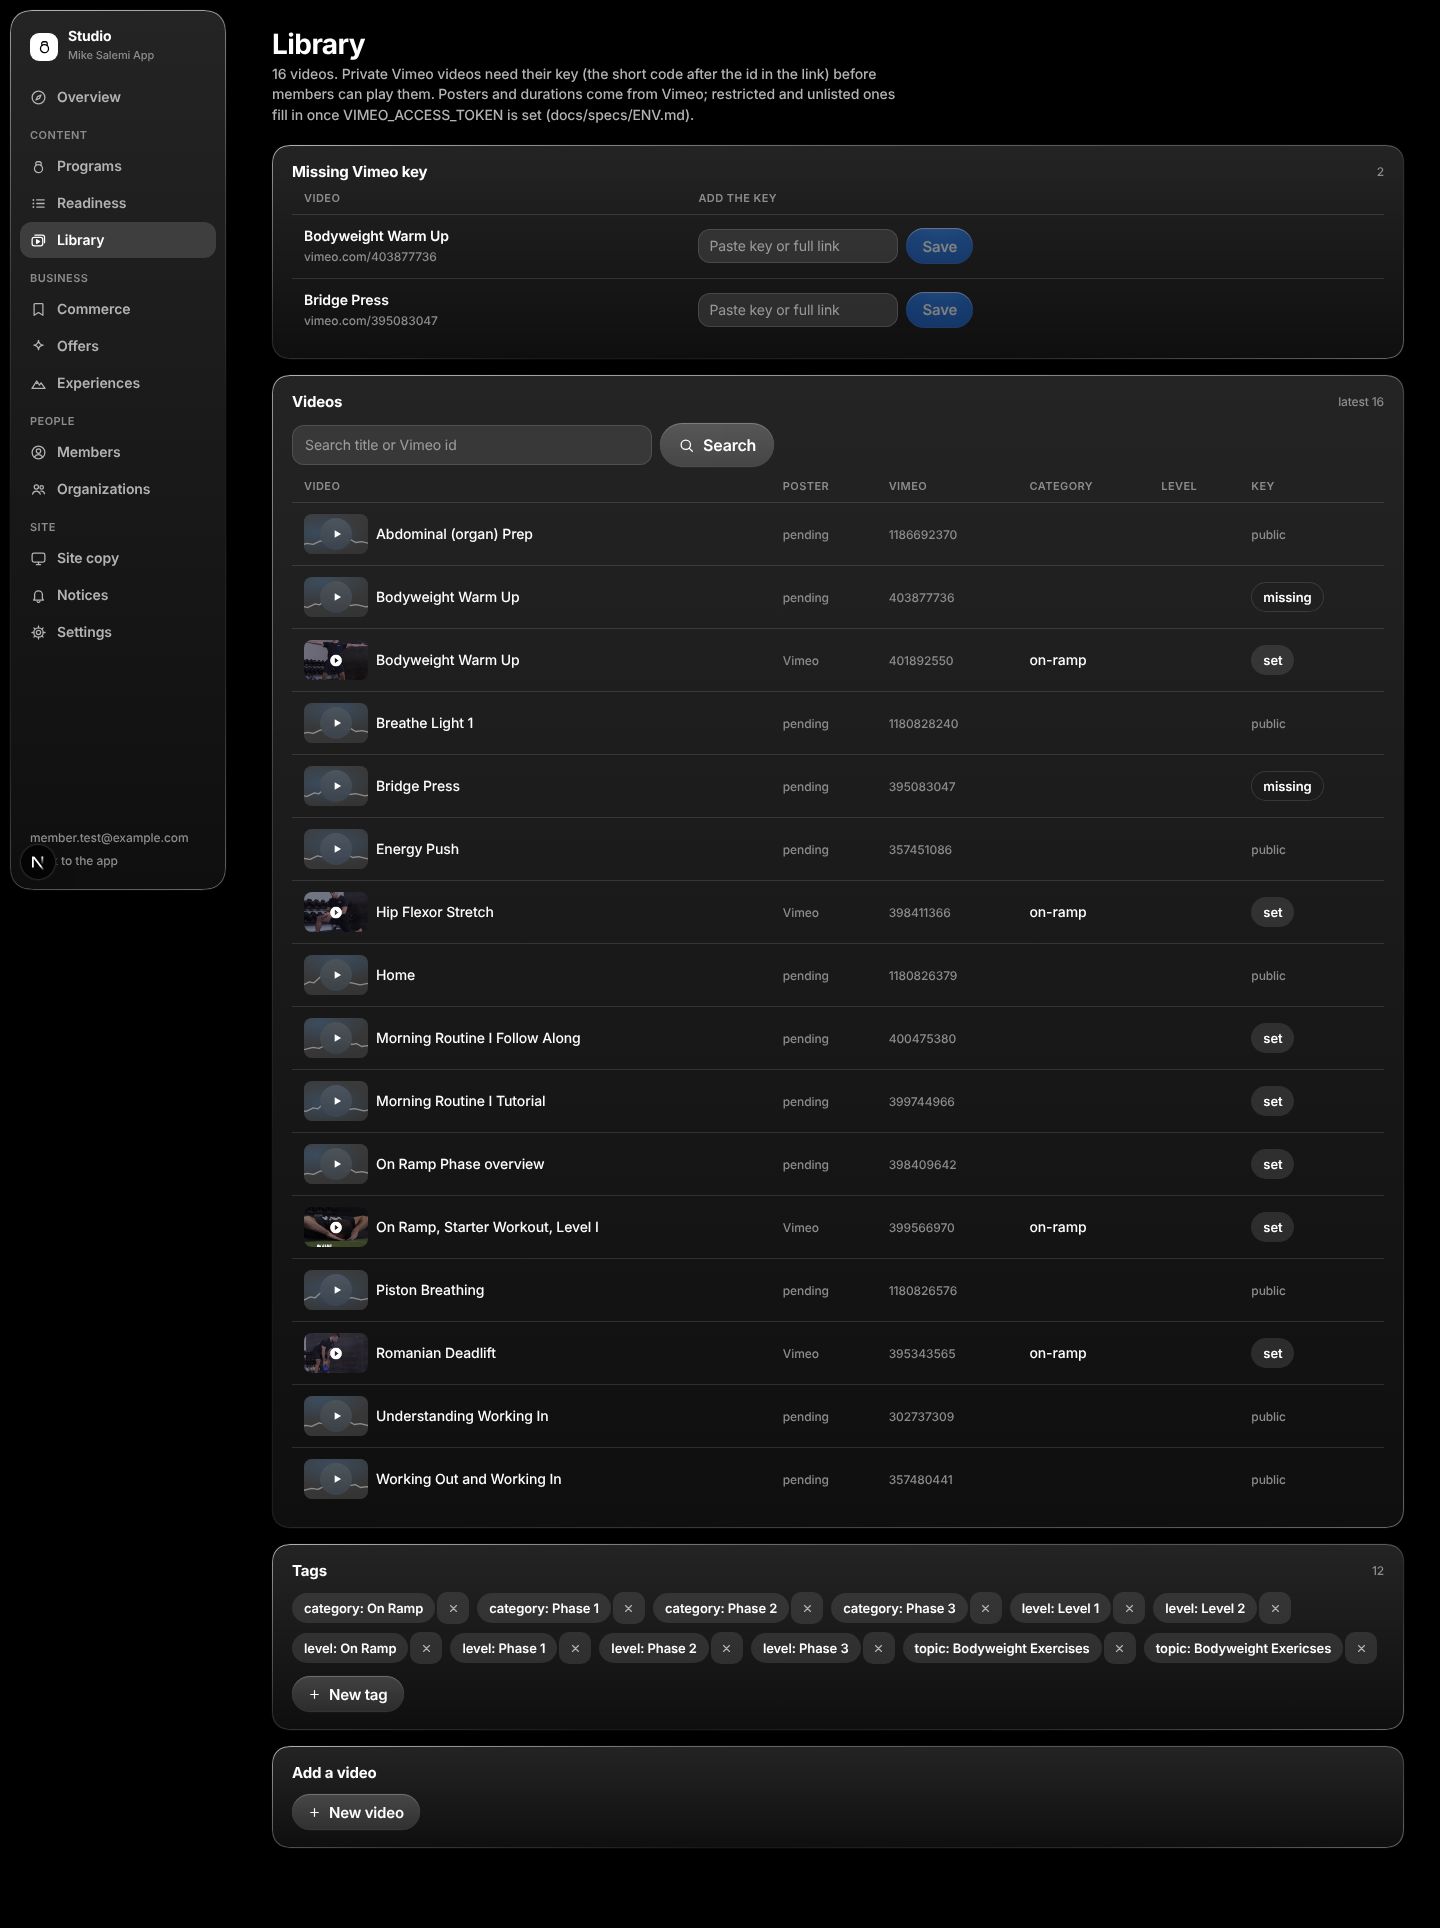 Studio
Mike Salemi App
Overview
CONTENT
Programs
Readiness
Library
BUSINESS
Commerce
Offers
Experiences
PEOPLE
Members
Organizations
SITE
Site copy
Notices
Settings
member.test@example.com
to the app
Library
16 videos. Private Vimeo videos need their key (the short code after the id in the link) before
members can play them. Posters and durations come from Vimeo; restricted and unlisted ones
fill in once VIMEO_ACCESS_TOKEN is set (docs/specs/ENV.md).
Missing Vimeo key 2
VIDEO ADD THE KEY
Bodyweight Warm Up
vimeo.com/403877736
Paste key or full link Save
Bridge Press
vimeo.com/395083047
Paste key or full link Save
Videos latest 16
Search title or Vimeo id Search
VIDEO POSTER VIMEO CATEGORY LEVEL KEY
Abdominal (organ) Prep pending 1186692370 public
Bodyweight Warm Up pending 403877736 missing
Bodyweight Warm Up Vimeo 401892550 on-ramp set
Breathe Light 1 pending 1180828240 public
Bridge Press pending 395083047 missing
Energy Push pending 357451086 public
Hip Flexor Stretch Vimeo 398411366 on-ramp set
Home pending 1180826379 public
Morning Routine I Follow Along pending 400475380 set
Morning Routine I Tutorial pending 399744966 set
On Ramp Phase overview pending 398409642 set
On Ramp, Starter Workout, Level I Vimeo 399566970 on-ramp set
Piston Breathing pending 1180826576 public
Romanian Deadlift Vimeo 395343565 on-ramp set
Understanding Working In pending 302737309 public
Working Out and Working In pending 357480441 public
Tags 12
category: On Ramp × category: Phase 1 × category: Phase 2 × category: Phase 3 × level: Level 1 × level: Level 2 ×
level: On Ramp × level: Phase 1 × level: Phase 2 × level: Phase 3 × topic: Bodyweight Exercises × topic: Bodyweight Exericses ×
+ New tag
Add a video
+ New video